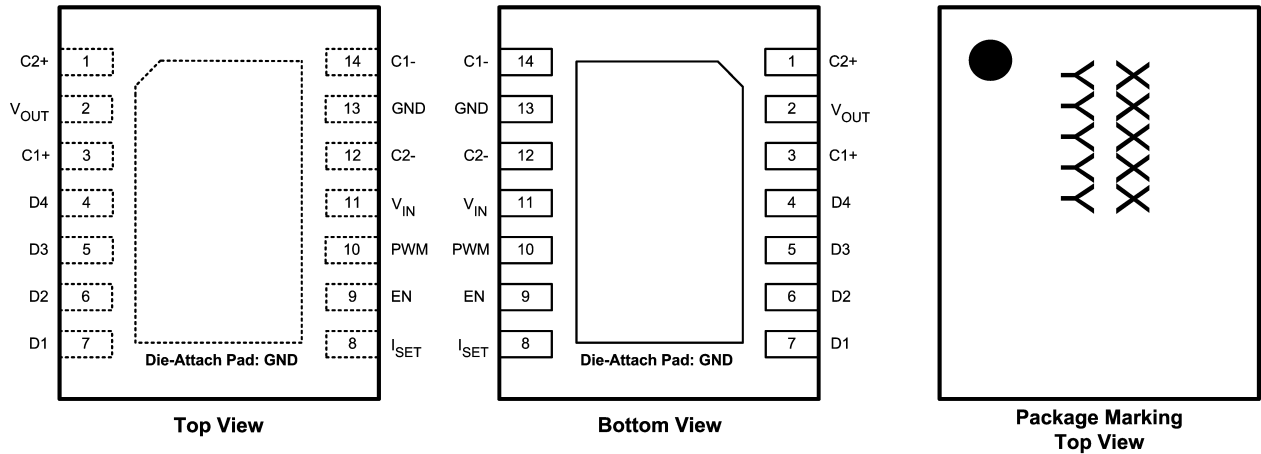 C2+ 1 14 C1-
VOUT 2 13 GND
C1+ 3 12 C2-
D4 4 11 VIN
D3 5 10 PWM
D2 6 9 EN
D1 7 8 ISET
Die-Attach Pad: GND
Top View
C1- 14 1 C2+
GND 13 2 VOUT
C2- 12 3 C1+
VIN 11 4 D4
PWM 10 5 D3
EN 9 6 D2
ISET 8 7 D1
Die-Attach Pad: GND
Bottom View
XXXXX
YYYYY
Package Marking
Top View